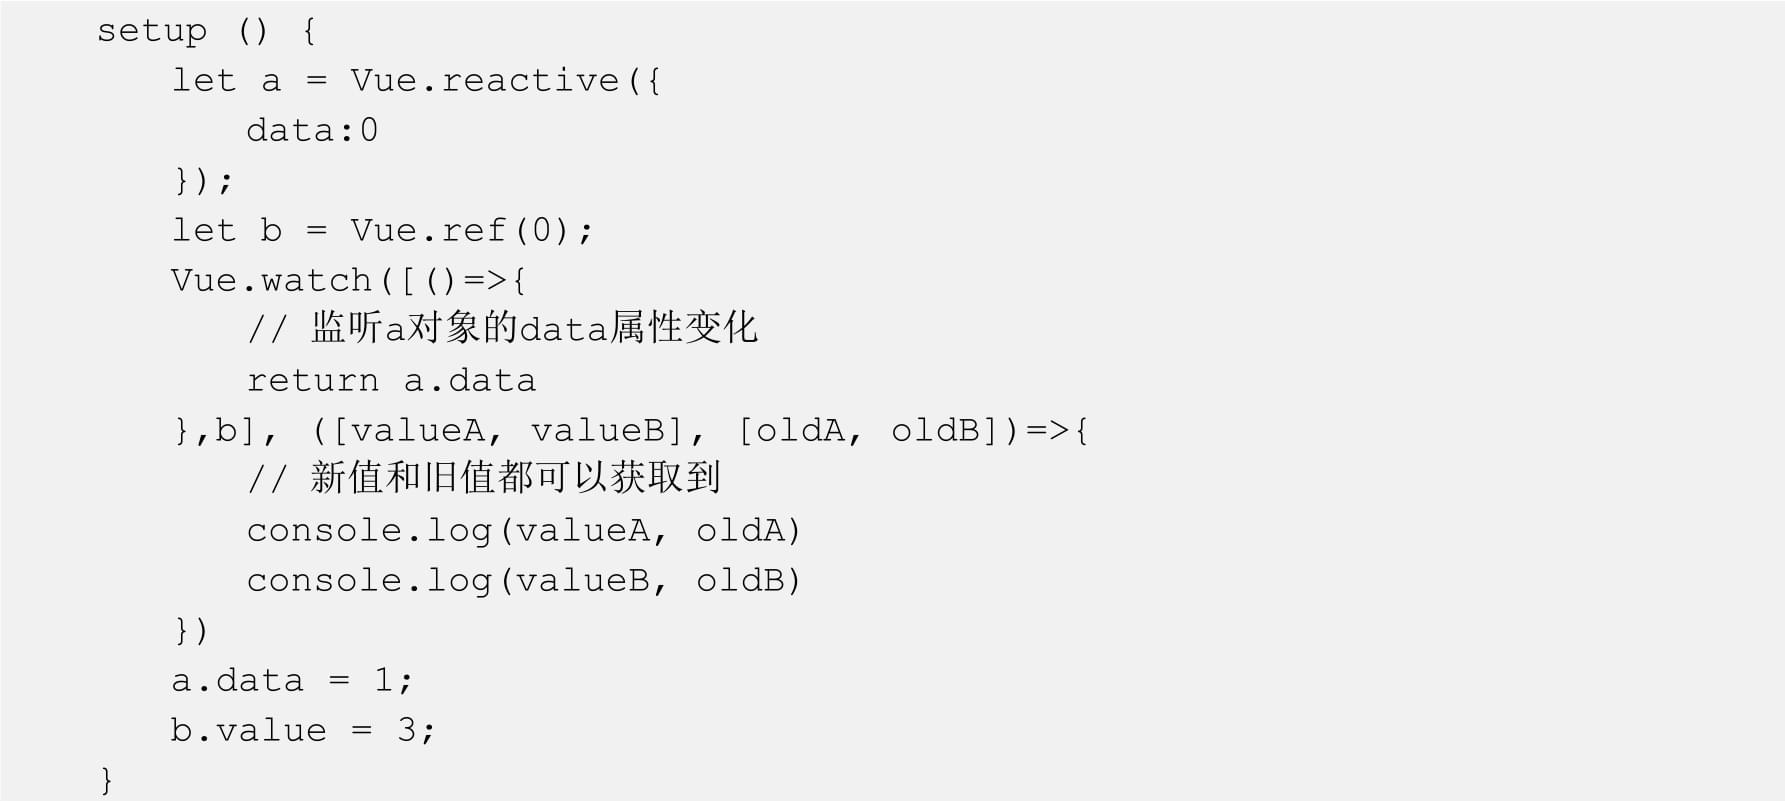 setup () {
let a = Vue.reactive({
data:0
});
let b = Vue.ref(0);
Vue.watch([()=>{
// 监听a对象的data属性变化
return a.data
},b], ([valueA, valueB], [oldA, oldB])=>{
// 新值和旧值都可以获取到
console.log(valueA, oldA)
console.log(valueB, oldB)
})
a.data = 1;
b.value = 3;
}